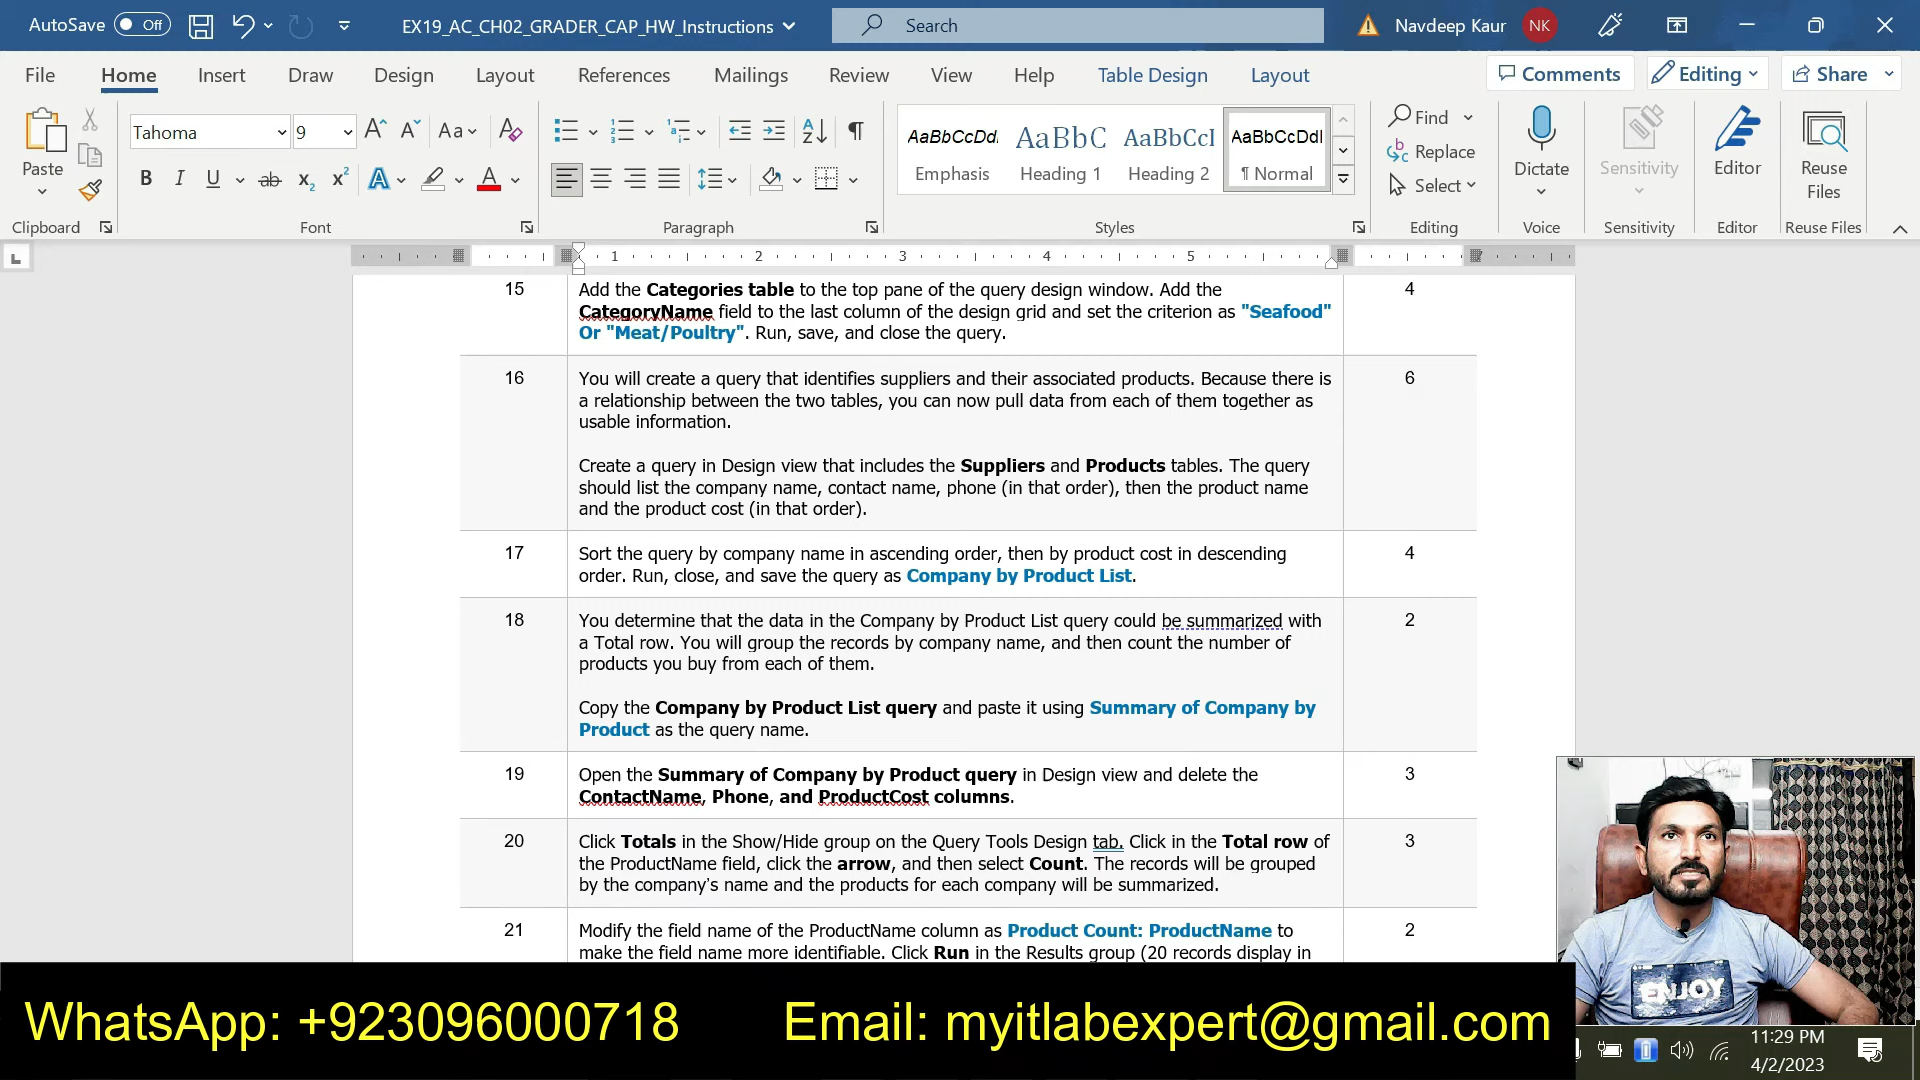 AutoSave Off EX19_AC_CH02_GRADER_CAP_HW_Instructions Search Navdeep Kaur NK
File Home Insert Draw Design Layout References Mailings Review View Help Table Design Layout Comments Editing Share
Paste Tahoma 9 Aa AaBbCcDdl AaBbC AaBbCcI AaBbCcDdI Find Replace Select Dictate Sensitivity Editor Reuse Files
Emphasis Heading 1 Heading 2 ¶ Normal
Clipboard Font Paragraph Styles Editing Voice Sensitivity Editor Reuse Files
1 2 3 4 5 7
15 Add the Categories table to the top pane of the query design window. Add the 4
CategoryName field to the last column of the design grid and set the criterion as "Seafood"
Or "Meat/Poultry". Run, save, and close the query.
16 You will create a query that identifies suppliers and their associated products. Because there is 6
a relationship between the two tables, you can now pull data from each of them together as
usable information.
Create a query in Design view that includes the Suppliers and Products tables. The query
should list the company name, contact name, phone (in that order), then the product name
and the product cost (in that order).
17 Sort the query by company name in ascending order, then by product cost in descending 4
order. Run, close, and save the query as Company by Product List.
18 You determine that the data in the Company by Product List query could be summarized with 2
a Total row. You will group the records by company name, and then count the number of
products you buy from each of them.
Copy the Company by Product List query and paste it using Summary of Company by
Product as the query name.
19 Open the Summary of Company by Product query in Design view and delete the 3
ContactName, Phone, and ProductCost columns.
20 Click Totals in the Show/Hide group on the Query Tools Design tab. Click in the Total row of 3
the ProductName field, click the arrow, and then select Count. The records will be grouped
by the company's name and the products for each company will be summarized.
21 Modify the field name of the ProductName column as Product Count: ProductName to 2
make the field name more identifiable. Click Run in the Results group (20 records display in
ENJOY
WhatsApp: +923096000718 Email: myitlabexpert@gmail.com
11:29 PM
4/2/2023